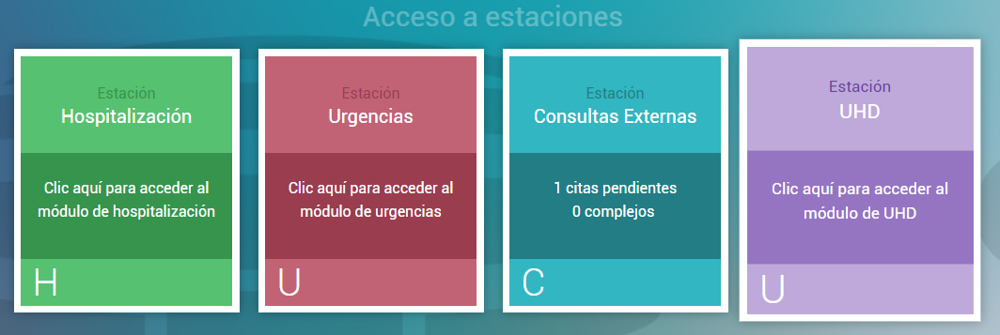 Acceso a estaciones
Estación
Hospitalización
Clic aquí para acceder al
módulo de hospitalización
H
Estación
Urgencias
Clic aquí para acceder al
módulo de urgencias
U
Estación
Consultas Externas
1 citas pendientes
0 complejos
C
Estación
UHD
Clic aquí para acceder al
módulo de UHD
U